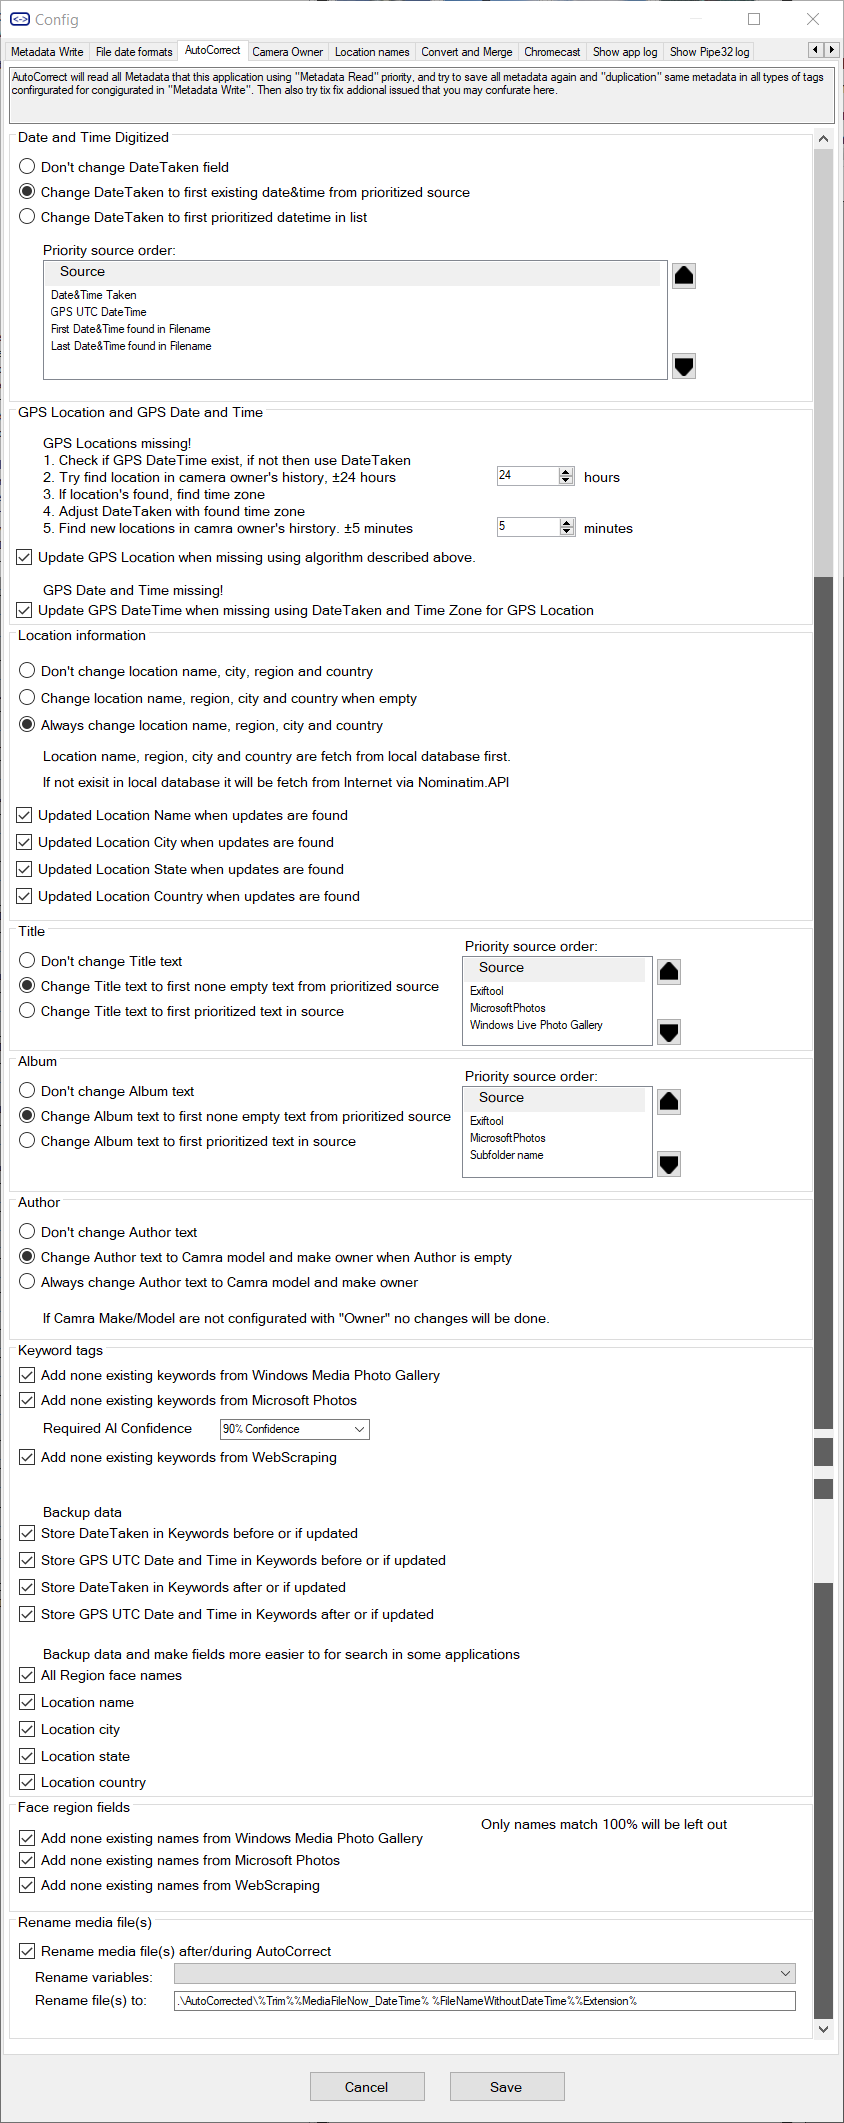 Config
Metadata Write File date formats AutoCorrect Camera Owner Location names Convert and Merge Chromecast Show app log Show Pipe32 log
AutoCorrect will read all Metadata that this application using "Metadata Read" priority, and try to save all metadata again and "duplication" same metadata in all types of tags
confirgurated for congigurated in "Metadata Write". Then also try tix fix addional issued that you may confurate here.
Date and Time Digitized
Don't change DateTaken field
Change DateTaken to first existing date&time from prioritized source
Change DateTaken to first prioritized datetime in list
Priority source order:
Source
Date&Time Taken
GPS UTC DateTime
First Date&Time found in Filename
Last Date&Time found in Filename
GPS Location and GPS Date and Time
GPS Locations missing!
1. Check if GPS DateTime exist, if not then use DateTaken
2. Try find location in camera owner's history, ±24 hours 24 hours
3. If location's found, find time zone
4. Adjust DateTaken with found time zone
5. Find new locations in camra owner's hirstory. ±5 minutes 5 minutes
Update GPS Location when missing using algorithm described above.
GPS Date and Time missing!
Update GPS DateTime when missing using DateTaken and Time Zone for GPS Location
Location information
Don't change location name, city, region and country
Change location name, region, city and country when empty
Always change location name, region, city and country
Location name, region, city and country are fetch from local database first.
If not exisit in local database it will be fetch from Internet via Nominatim.API
Updated Location Name when updates are found
Updated Location City when updates are found
Updated Location State when updates are found
Updated Location Country when updates are found
Title
Don't change Title text
Change Title text to first none empty text from prioritized source
Change Title text to first prioritized text in source
Priority source order:
Source
Exiftool
MicrosoftPhotos
Windows Live Photo Gallery
Album
Don't change Album text
Change Album text to first none empty text from prioritized source
Change Album text to first prioritized text in source
Priority source order:
Source
Exiftool
MicrosoftPhotos
Subfolder name
Author
Don't change Author text
Change Author text to Camra model and make owner when Author is empty
Always change Author text to Camra model and make owner
If Camra Make/Model are not configurated with "Owner" no changes will be done.
Keyword tags
Add none existing keywords from Windows Media Photo Gallery
Add none existing keywords from Microsoft Photos
Required AI Confidence 90% Confidence
Add none existing keywords from WebScraping
Backup data
Store DateTaken in Keywords before or if updated
Store GPS UTC Date and Time in Keywords before or if updated
Store DateTaken in Keywords after or if updated
Store GPS UTC Date and Time in Keywords after or if updated
Backup data and make fields more easier to for search in some applications
All Region face names
Location name
Location city
Location state
Location country
Face region fields
Only names match 100% will be left out
Add none existing names from Windows Media Photo Gallery
Add none existing names from Microsoft Photos
Add none existing names from WebScraping
Rename media file(s)
Rename media file(s) after/during AutoCorrect
Rename variables:
Rename file(s) to: .\AutoCorrected\%Trim%%MediaFileNow_DateTime% %FileNameWithoutDateTime%%Extension%
Cancel Save